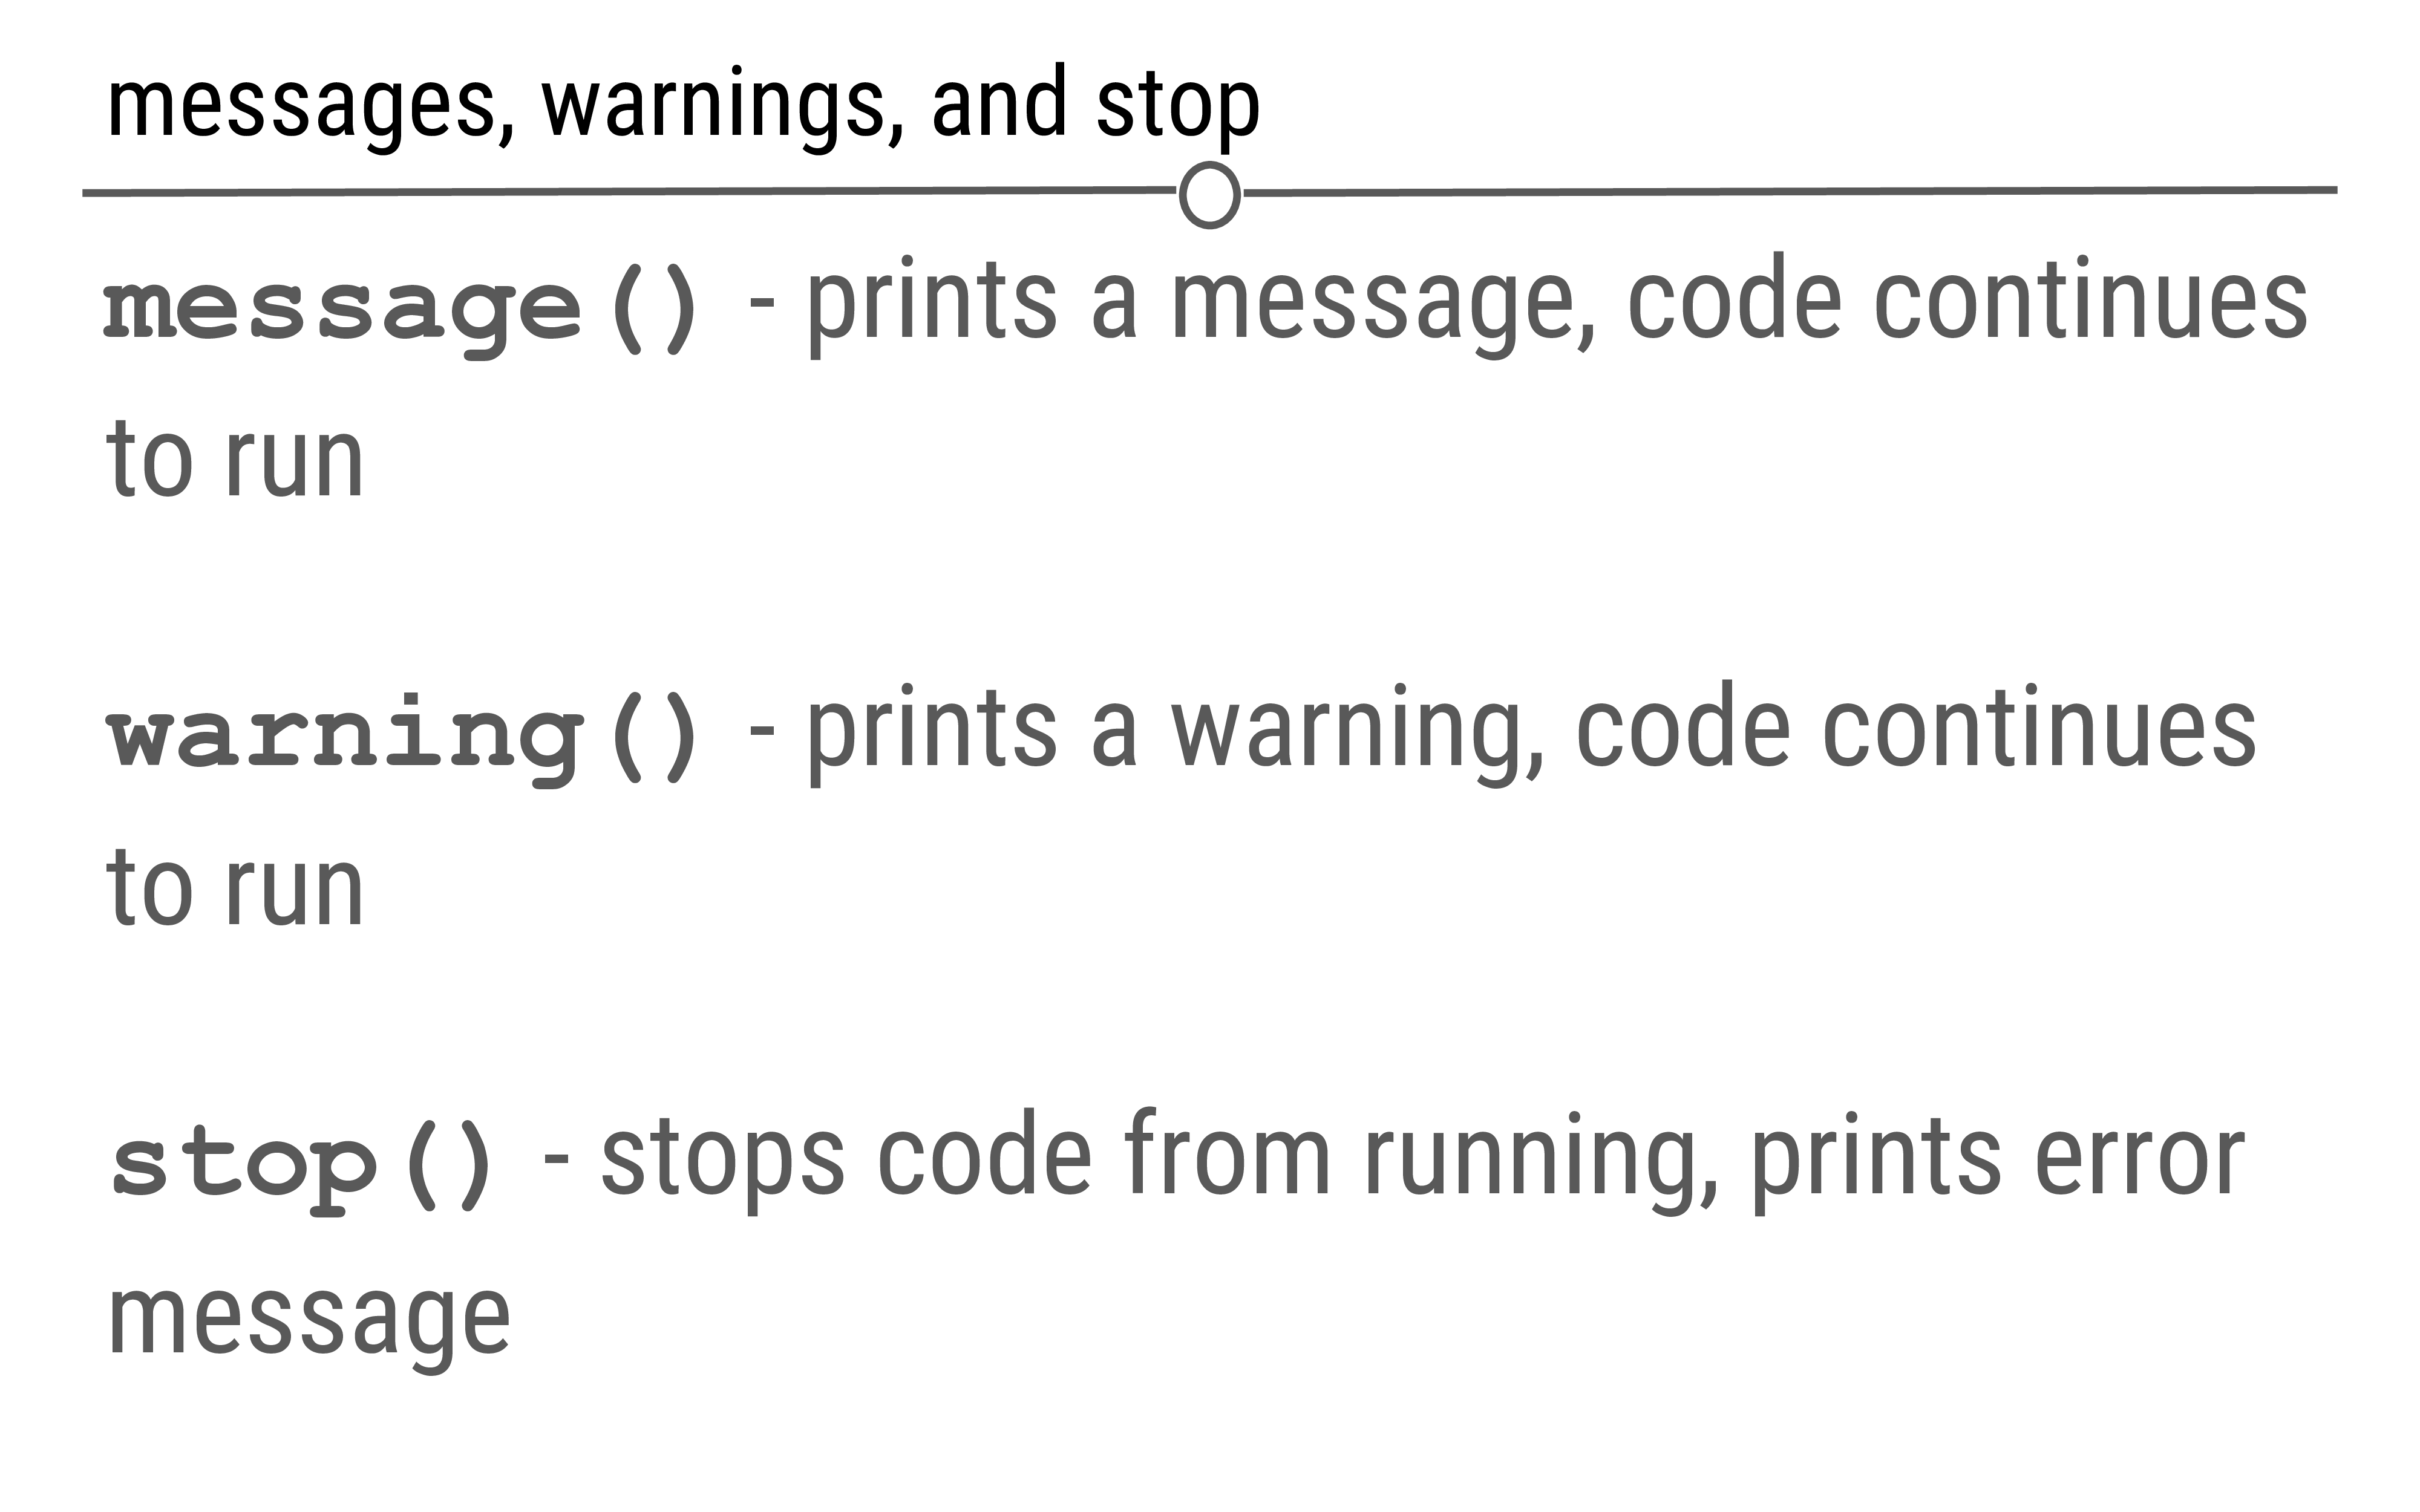 messages, warnings, and stop
message() - prints a message, code continues
to run
warning() - prints a warning, code continues
to run
stop() - stops code from running, prints error
message